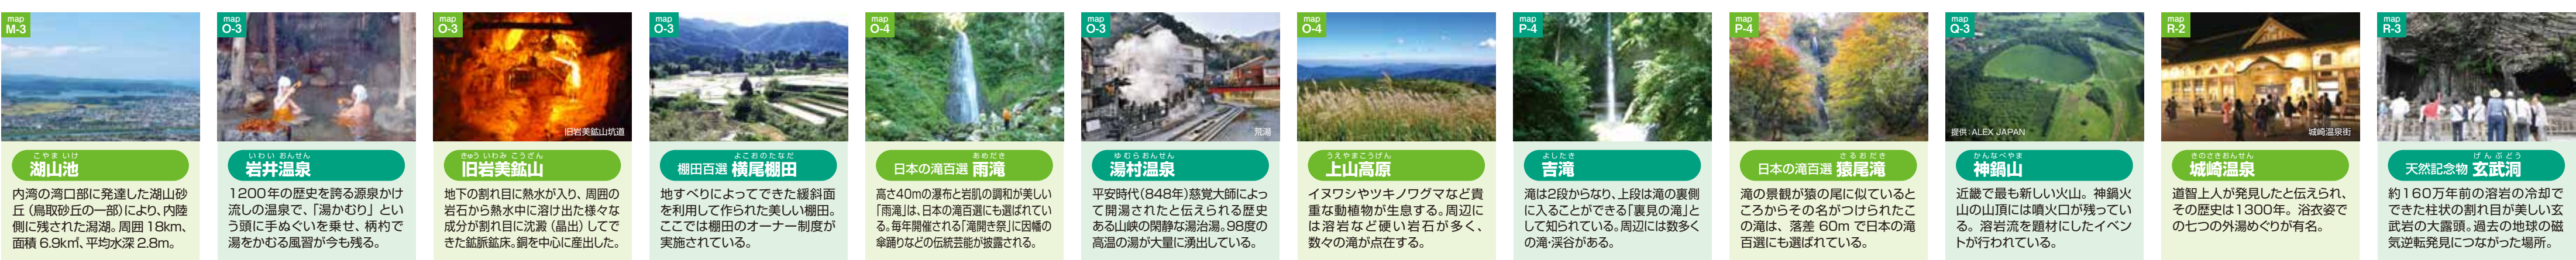 map
M-3
こやまいけ
湖山池
内湾の湾口部に発達した湖山砂
丘（鳥取砂丘の一部）により、内陸
側に残された潟湖。周囲18km、
面積6.9k㎡、平均水深2.8m。
map
O-3
いわい おんせん
岩井温泉
1200年の歴史を誇る源泉かけ
流しの温泉で、「湯かむり」とい
う頭に手ぬぐいを乗せ、柄杓で
湯をかむる風習が今も残る。
map
O-3
旧岩美鉱山坑道
きゅう いわみ こうざん
旧岩美鉱山
地下の割れ目に熱水が入り、周囲の
岩石から熱水中に溶け出た様々な
成分が割れ目に沈澱（晶出）してで
きた鉱脈鉱床。銅を中心に産出した。
map
O-3
よこおのたなだ
棚田百選 横尾棚田
地すべりによってできた緩斜面
を利用して作られた美しい棚田。
ここでは棚田のオーナー制度が
実施されている。
map
O-4
あめだき
日本の滝百選 雨滝
高さ40mの瀑布と岩肌の調和が美しい
「雨滝」は、日本の滝百選にも選ばれてい
る。毎年開催される「滝開き祭」に因幡の
傘踊りなどの伝統芸能が披露される。
map
O-3
荒湯
ゆむらおんせん
湯村温泉
平安時代（848年）慈覚大師によっ
て開湯されたと伝えられる歴史
ある山峡の閑静な湯治湯。98度の
高温の湯が大量に湧出している。
map
O-4
うえやまこうげん
上山高原
イヌワシやツキノワグマなど貴
重な動植物が生息する。周辺に
は溶岩など硬い岩石が多く、
数々の滝が点在する。
map
P-4
よしたき
吉滝
滝は2段からなり、上段は滝の裏側
に入ることができる「裏見の滝」と
して知られている。周辺には数多く
の滝・渓谷がある。
map
P-4
さるおだき
日本の滝百選 猿尾滝
滝の景観が猿の尾に似ていると
ころからその名がつけられたこ
の滝は、落差60mで日本の滝
百選にも選ばれている。
map
Q-3
提供：ALEX JAPAN
かんなべやま
神鍋山
近畿で最も新しい火山。神鍋火
山の山頂には噴火口が残ってい
る。溶岩流を題材にしたイベン
トが行われている。
map
R-2
城崎温泉街
きのさきおんせん
城崎温泉
道智上人が発見したと伝えられ、
その歴史は1300年。浴衣姿で
の七つの外湯めぐりが有名。
map
R-3
げんぶどう
天然記念物 玄武洞
約160万年前の溶岩の冷却で
できた柱状の割れ目が美しい玄
武岩の大露頭。過去の地球の磁
気逆転発見につながった場所。